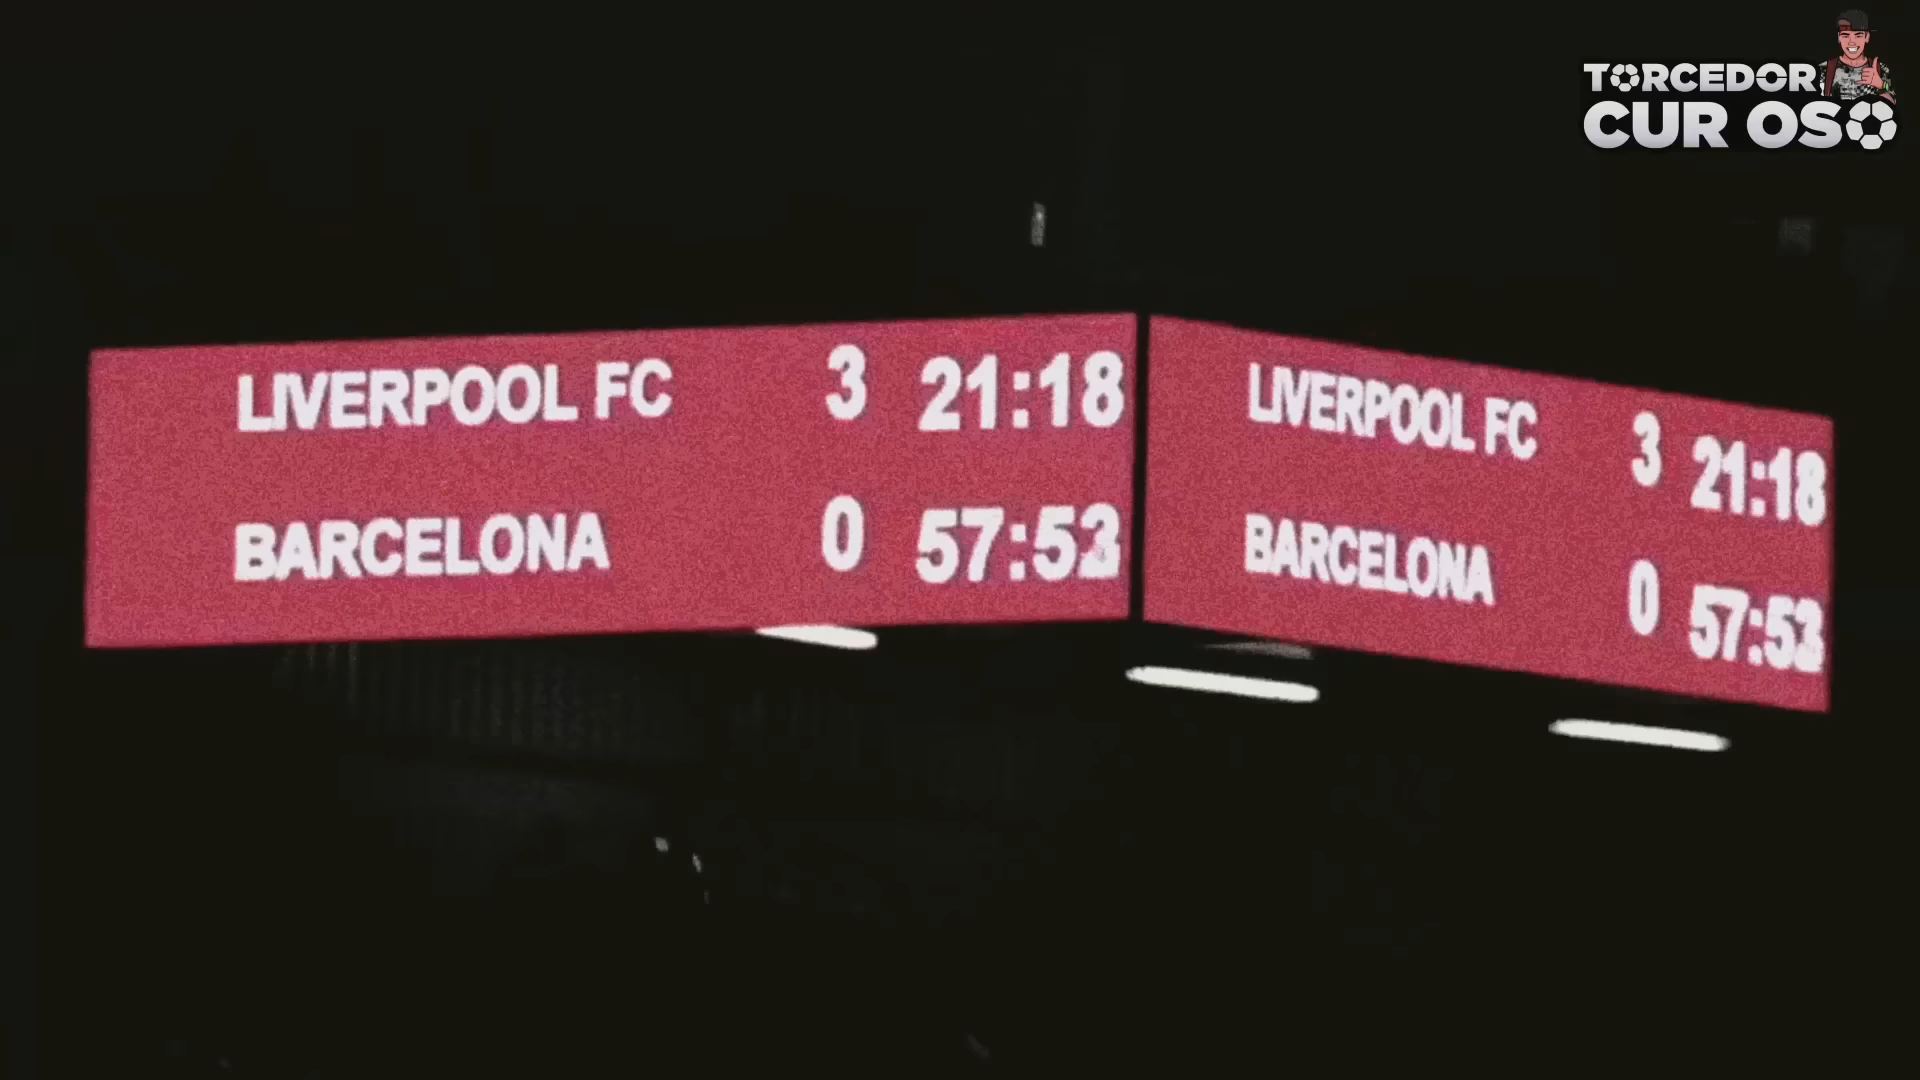 TORCEDOR
CUR OSO
LIVERPOOL FC 3 21:18
BARCELONA 0 57:53
LIVERPOOL FC 3 21:18
BARCELONA 0 57:53